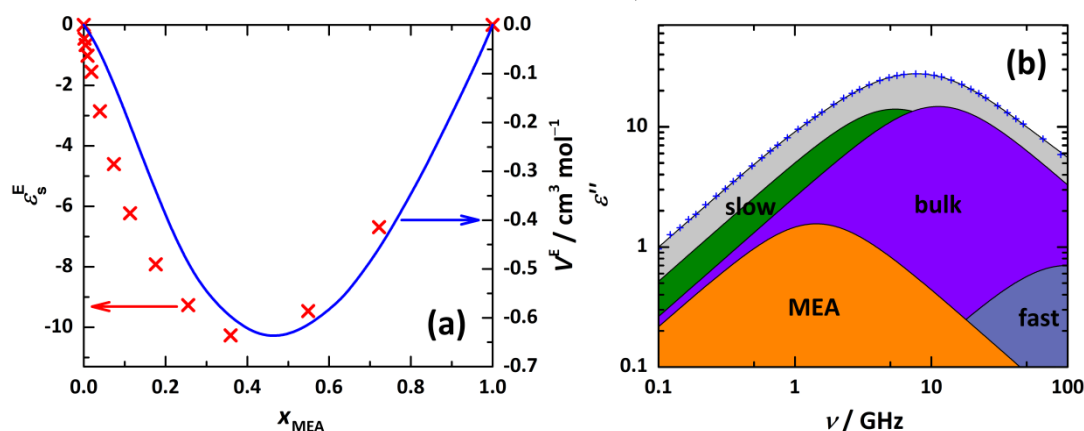 0.0
-2
-4
-6
-8
-10
ε_s^E
0.0
-0.1
-0.2
-0.3
-0.4
-0.5
-0.6
-0.7
V^E / cm³ mol⁻¹
(a)
0.0 0.2 0.4 0.6 0.8 1.0
x_MEA
(b)
10
1
0.1
ε''
slow
bulk
MEA
fast
0.1 1 10 100
ν / GHz